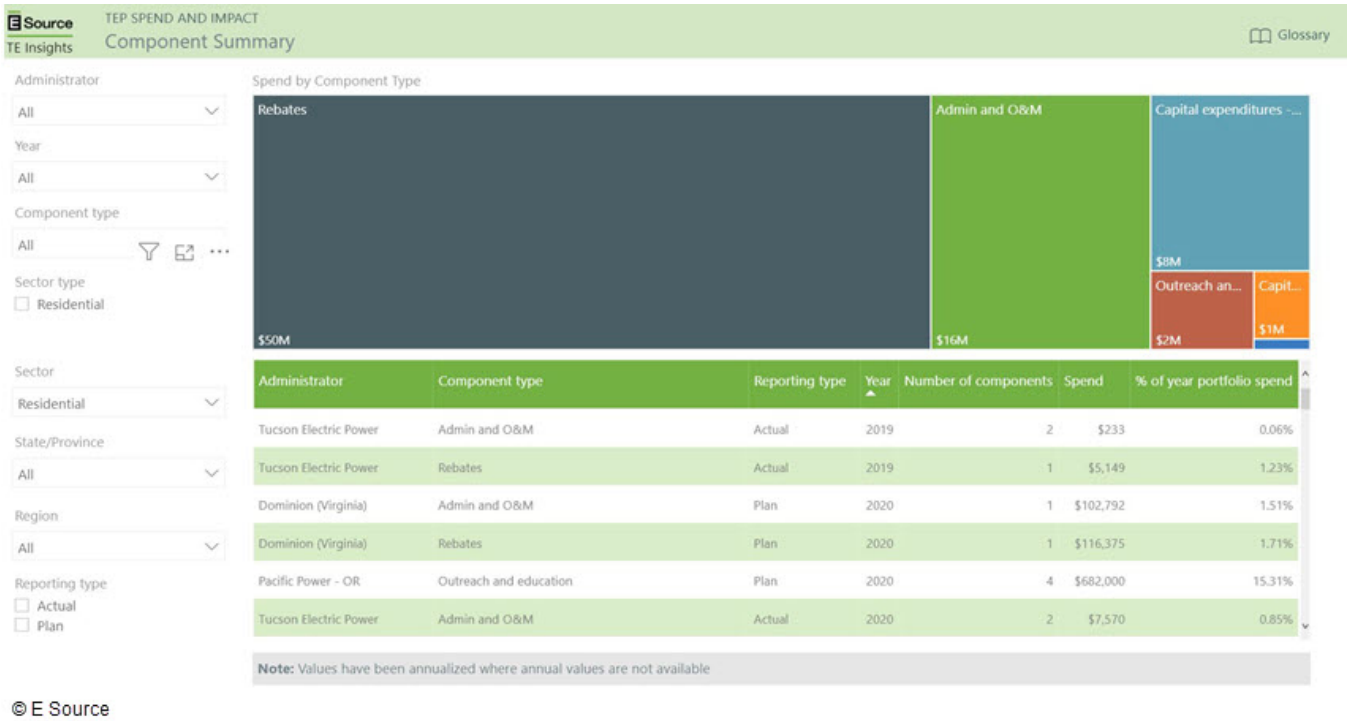 E Source
TE Insights
TEP SPEND AND IMPACT
Component Summary
Glossary
Administrator
All
Year
All
Component type
All
Sector type
Residential
Sector
Residential
State/Province
All
Region
All
Reporting type
Actual
Plan
Spend by Component Type
Rebates
$50M
Admin and O&M
$16M
Capital expenditures -...
$8M
Outreach an...
$2M
Capit...
$1M
Administrator Component type Reporting type Year Number of components Spend % of year portfolio spend
Tucson Electric Power Admin and O&M Actual 2019 2 $233 0.06%
Tucson Electric Power Rebates Actual 2019 1 $5,149 1.23%
Dominion (Virginia) Admin and O&M Plan 2020 1 $102,792 1.51%
Dominion (Virginia) Rebates Plan 2020 1 $116,375 1.71%
Pacific Power - OR Outreach and education Plan 2020 4 $682,000 15.31%
Tucson Electric Power Admin and O&M Actual 2020 2 $7,570 0.85%
Note: Values have been annualized where annual values are not available
© E Source